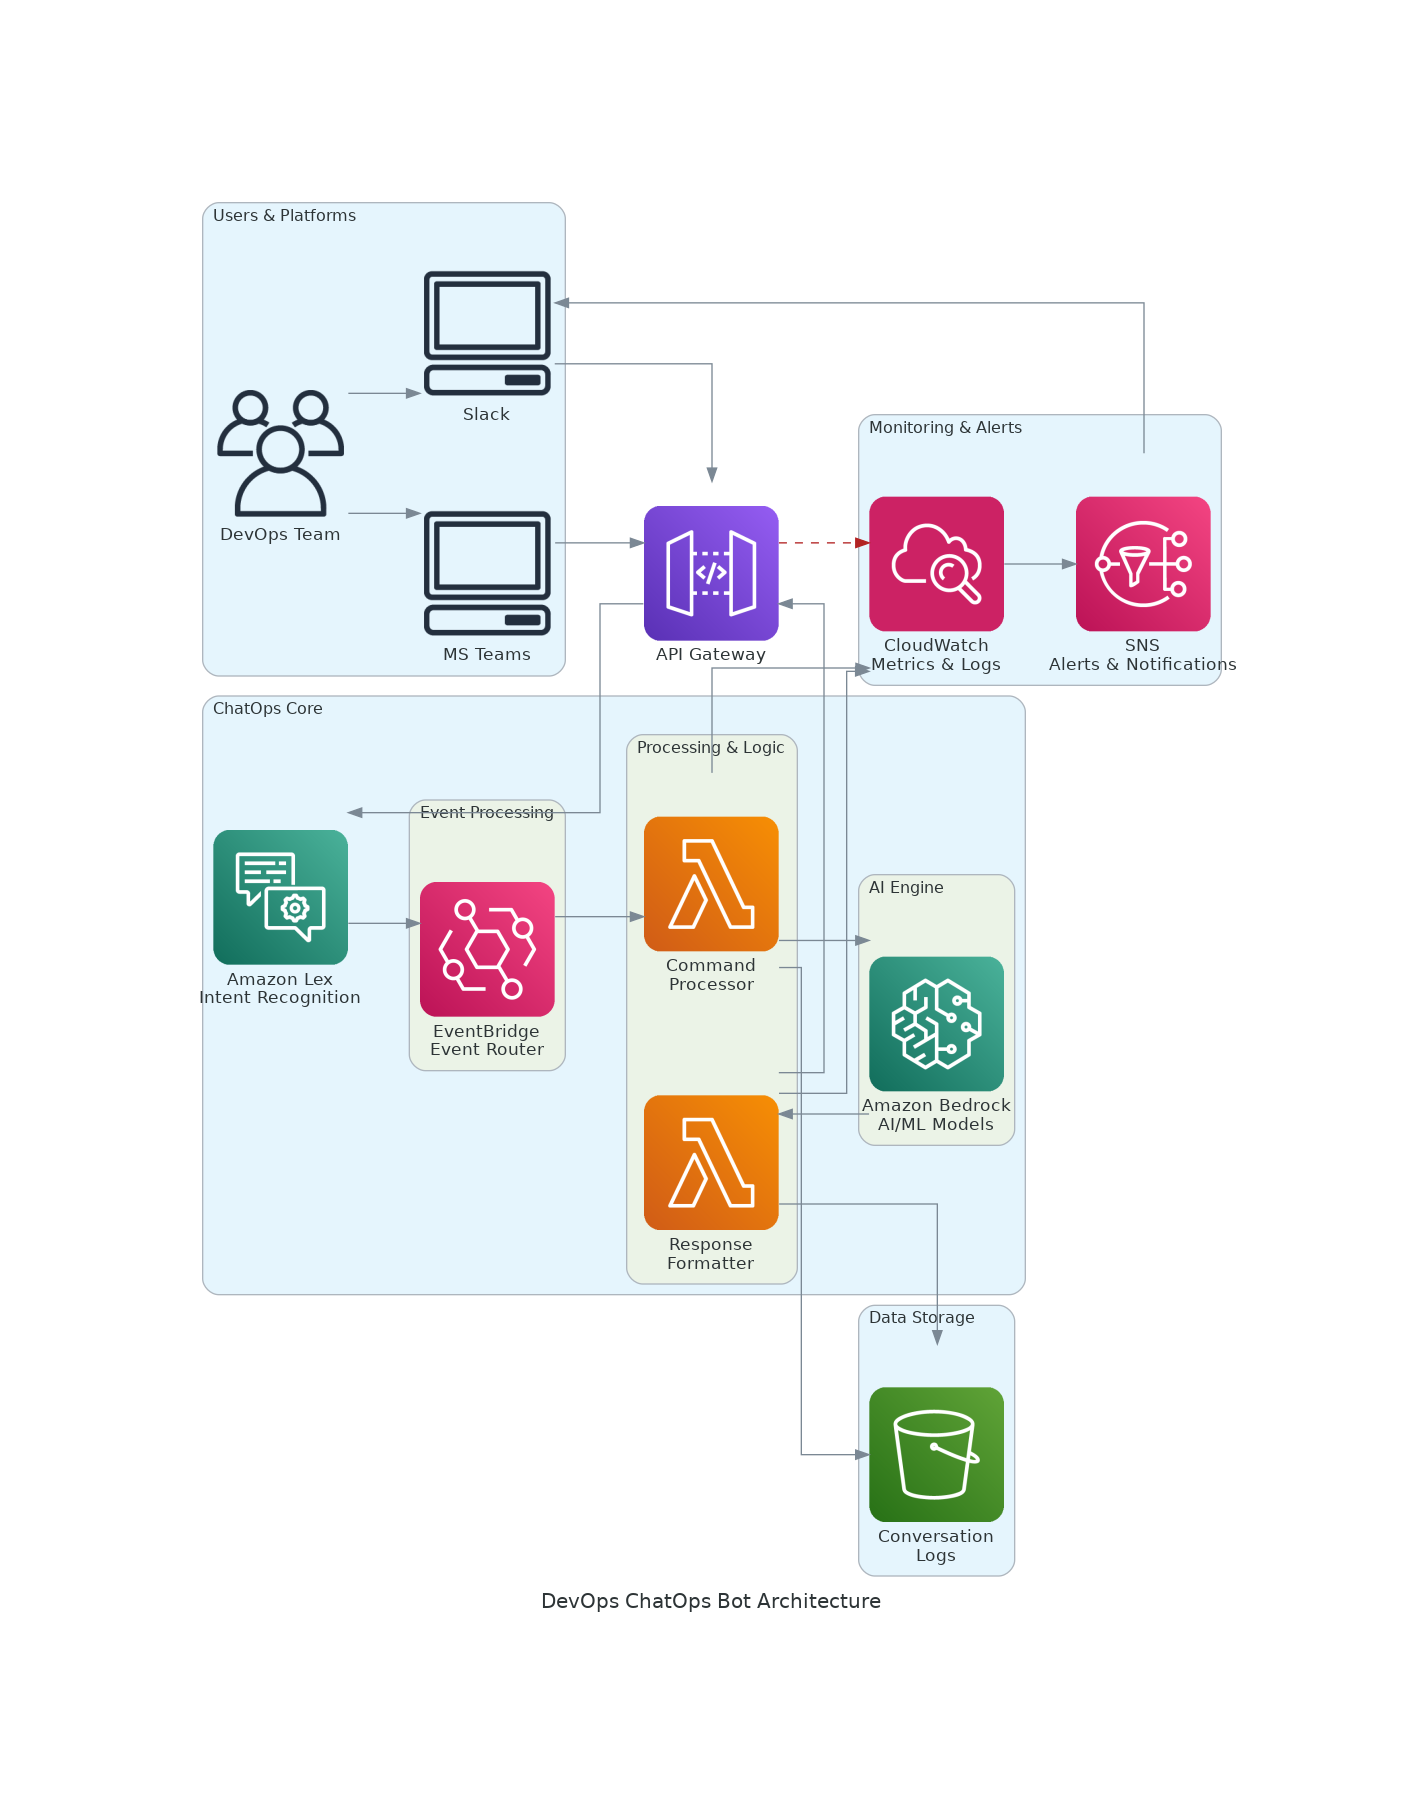 Users & Platforms
Slack
DevOps Team
MS Teams
API Gateway
Monitoring & Alerts
CloudWatch
Metrics & Logs
SNS
Alerts & Notifications
ChatOps Core
Processing & Logic
Event Processing
Amazon Lex
Intent Recognition
EventBridge
Event Router
Command
Processor
AI Engine
Amazon Bedrock
AI/ML Models
Response
Formatter
Data Storage
Conversation
Logs
DevOps ChatOps Bot Architecture